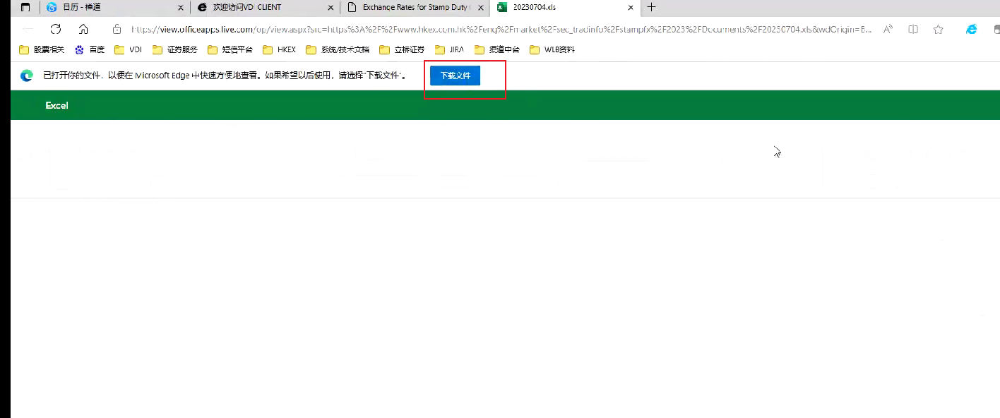 日历 - 禅道
欢迎访问VDI CLIENT
Exchange Rates for Stamp Duty
20230704.xls
https://view.officeapps.live.com/op/view.aspx?src=https%3A%2F%2Fwww.hkex.com.hk%2Feng%2Fmarket%2Fsec_tradinfo%2Fstampfx%2F2023%2FDocuments%2F20230704.xls&wdOrigin=B...
股票相关 百度 VDI 证券服务 短信平台 HKEX 系统/技术文档 立桥证券 JIRA 渠道中台 WLB资料
已打开你的文件，以便在 Microsoft Edge 中快速方便地查看。如果希望以后使用，请选择"下载文件"。 下载文件
Excel